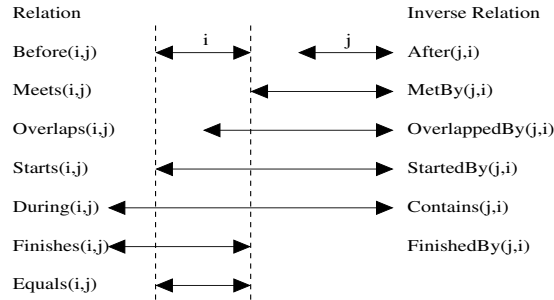 Relation Inverse Relation
Before(i,j) i j After(j,i)
Meets(i,j) MetBy(j,i)
Overlaps(i,j) OverlappedBy(j,i)
Starts(i,j) StartedBy(j,i)
During(i,j) Contains(j,i)
Finishes(i,j) FinishedBy(j,i)
Equals(i,j)